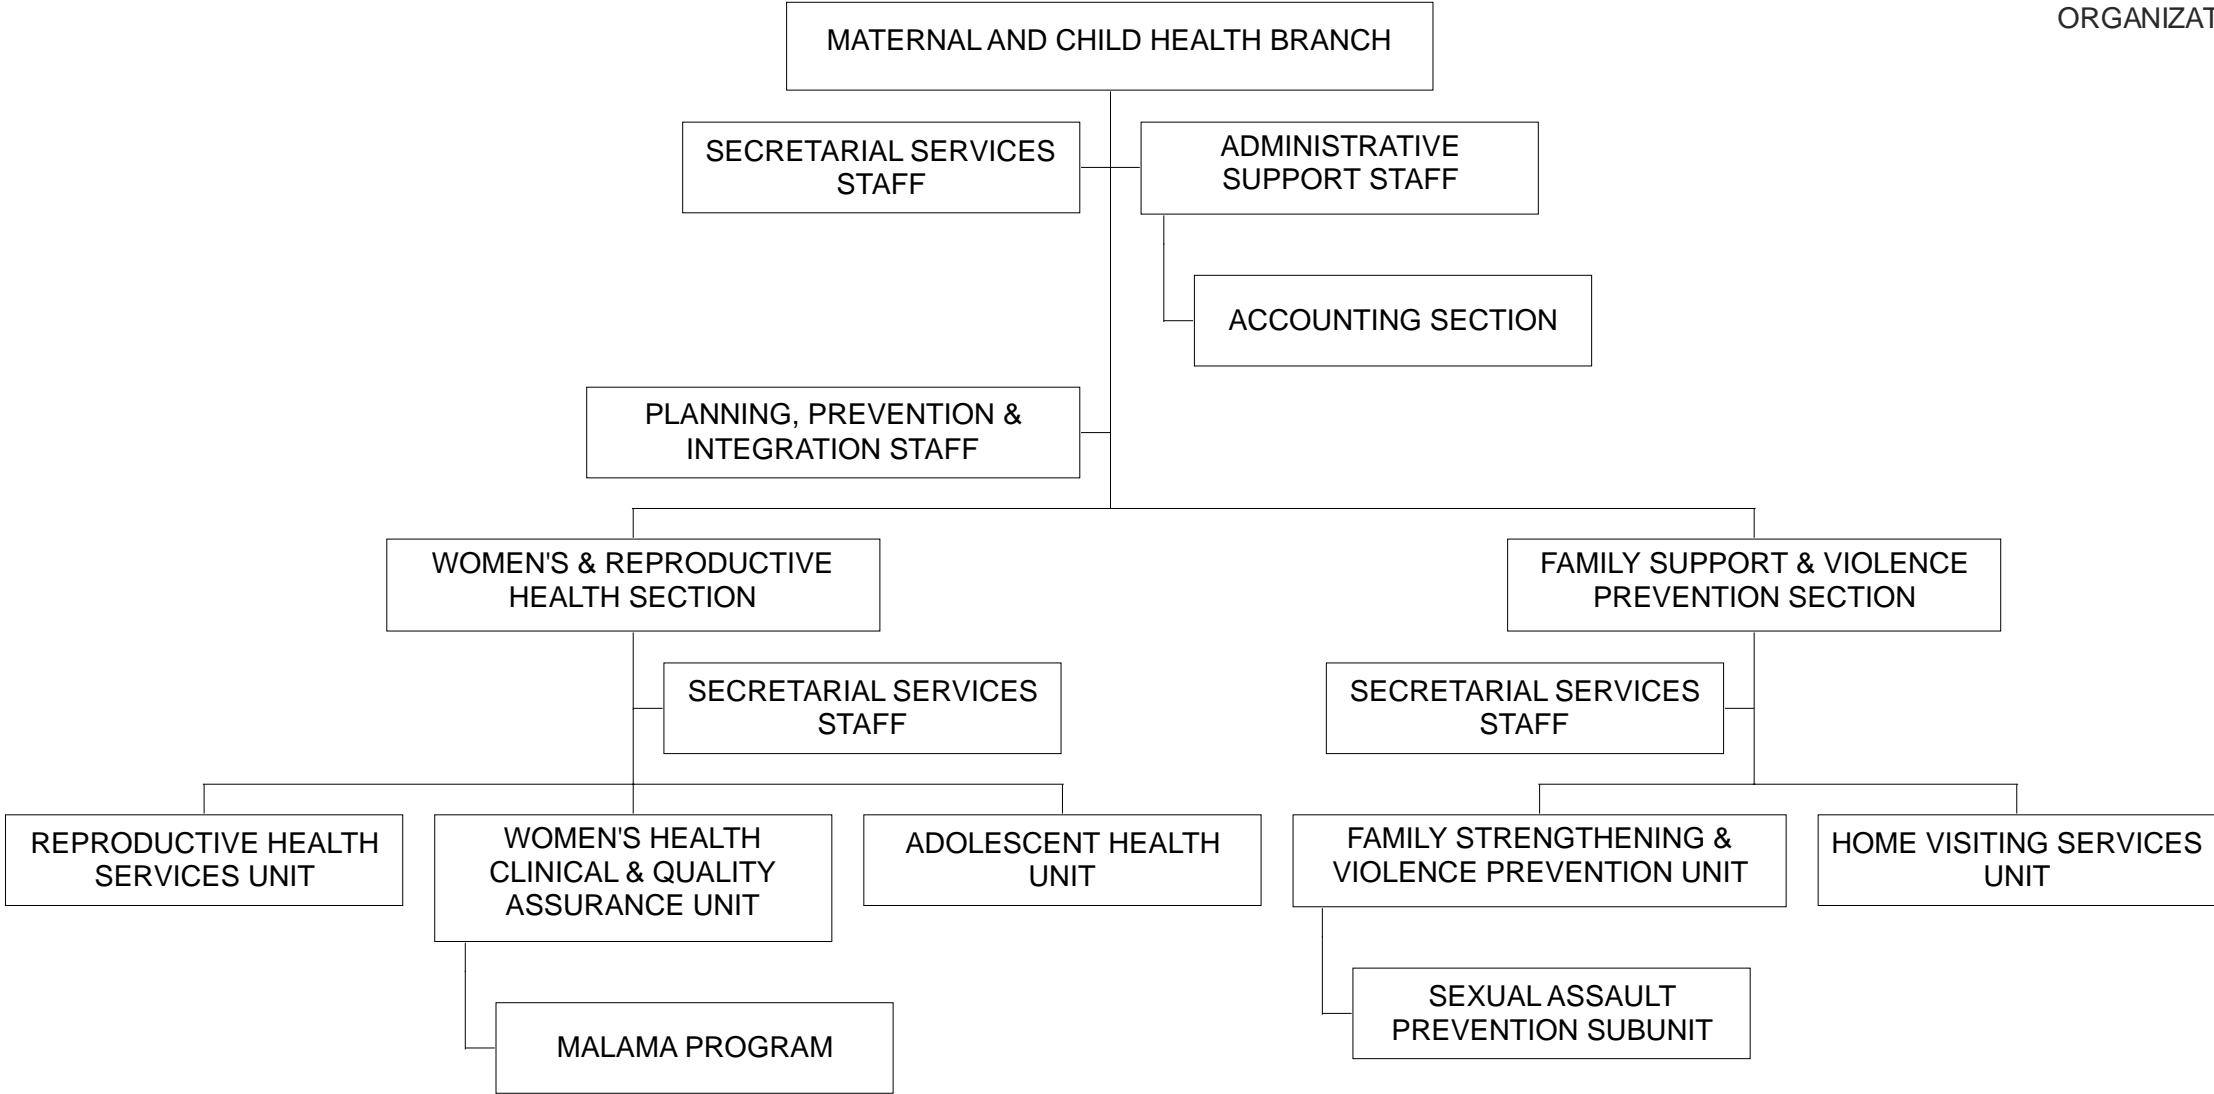 ORGANIZAT
MATERNAL AND CHILD HEALTH BRANCH
SECRETARIAL SERVICES
STAFF
ADMINISTRATIVE
SUPPORT STAFF
ACCOUNTING SECTION
PLANNING, PREVENTION &
INTEGRATION STAFF
WOMEN'S & REPRODUCTIVE
HEALTH SECTION
FAMILY SUPPORT & VIOLENCE
PREVENTION SECTION
SECRETARIAL SERVICES
STAFF
SECRETARIAL SERVICES
STAFF
REPRODUCTIVE HEALTH
SERVICES UNIT
WOMEN'S HEALTH
CLINICAL & QUALITY
ASSURANCE UNIT
ADOLESCENT HEALTH
UNIT
FAMILY STRENGTHENING &
VIOLENCE PREVENTION UNIT
HOME VISITING SERVICES
UNIT
MALAMA PROGRAM
SEXUAL ASSAULT
PREVENTION SUBUNIT